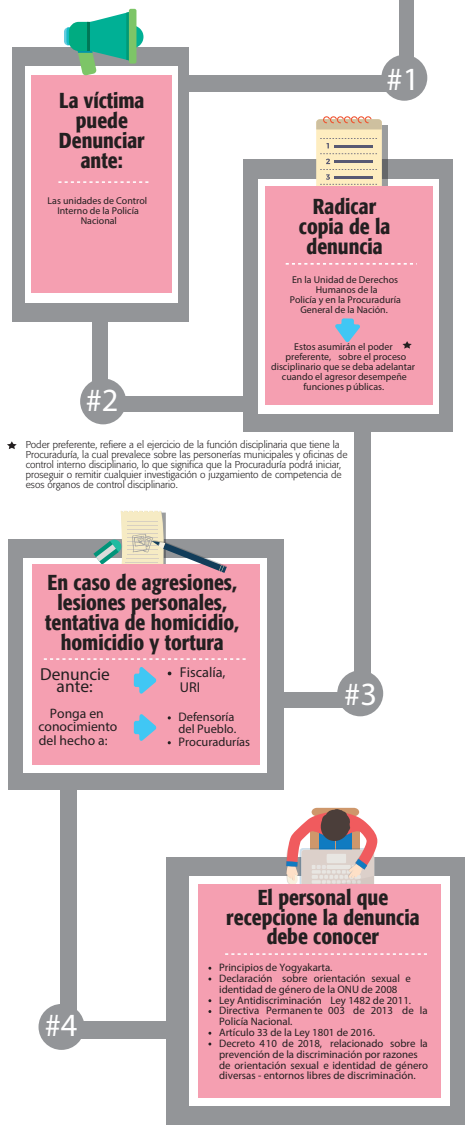 #1
La víctima
puede
Denunciar
ante:
Las unidades de Control
Interno de la Policía
Nacional
1
2
3
Radicar
copia de la
denuncia
En la Unidad de Derechos
Humanos de la
Policía y en la Procuraduría
General de la Nación.
Estos asumirán el poder ★
preferente, sobre el proceso
disciplinario que se deba adelantar
cuando el agresor desempeñe
funciones públicas.
#2
★ Poder preferente, refiere a el ejercicio de la función disciplinaria que tiene la
Procuraduría, la cual prevalece sobre las personerías municipales y oficinas de
control interno disciplinario, lo que significa que la Procuraduría podrá iniciar,
proseguir o remitir cualquier investigación o juzgamiento de competencia de
esos órganos de control disciplinario.
En caso de agresiones,
lesiones personales,
tentativa de homicidio,
homicidio y tortura
Denuncie
ante:
• Fiscalía,
URI
Ponga en
conocimiento
del hecho a:
• Defensoría
del Pueblo.
• Procuradurías
#3
El personal que
recepcione la denuncia
debe conocer
• Principios de Yogyakarta.
• Declaración sobre orientación sexual e
identidad de género de la ONU de 2008
• Ley Antidiscriminación Ley 1482 de 2011.
• Directiva Permanente 003 de 2013 de la
Policía Nacional.
• Artículo 33 de la Ley 1801 de 2016.
• Decreto 410 de 2018, relacionado sobre la
prevención de la discriminación por razones
de orientación sexual e identidad de género
diversas - entornos libres de discriminación.
#4